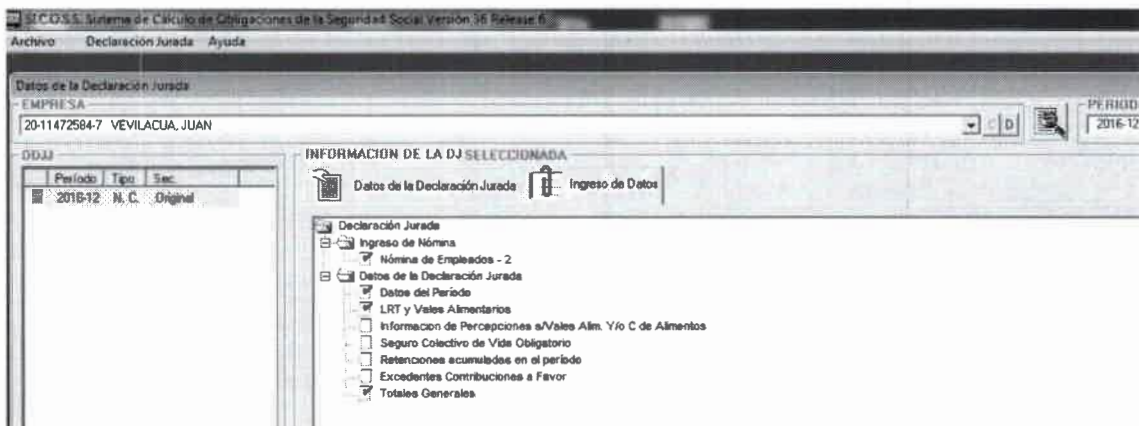 S.I.C.O.S.S. Sistema de Cálculo de Obligaciones de la Seguridad Social Versión 36 Release 6
Archivo Declaración Jurada Ayuda
Datos de la Declaración Jurada
EMPRESA
20-11472584-7 VEVILACUA, JUAN
C D
PERIOD
2016-12
DDJJ
INFORMACION DE LA DJ SELECCIONADA
Período Tipo Sec.
2016-12 N. C. Original
Datos de la Declaración Jurada
Ingreso de Datos
Declaración Jurada
Ingreso de Nómina
Nómina de Empleados - 2
Datos de la Declaración Jurada
Datos del Período
LRT y Vales Alimentarios
Informacion de Percepciones s/Vales Alim. Y/o C de Alimentos
Seguro Colectivo de Vida Obligatorio
Retenciones acumuladas en el período
Excedentes Contribuciones a Favor
Totales Generales